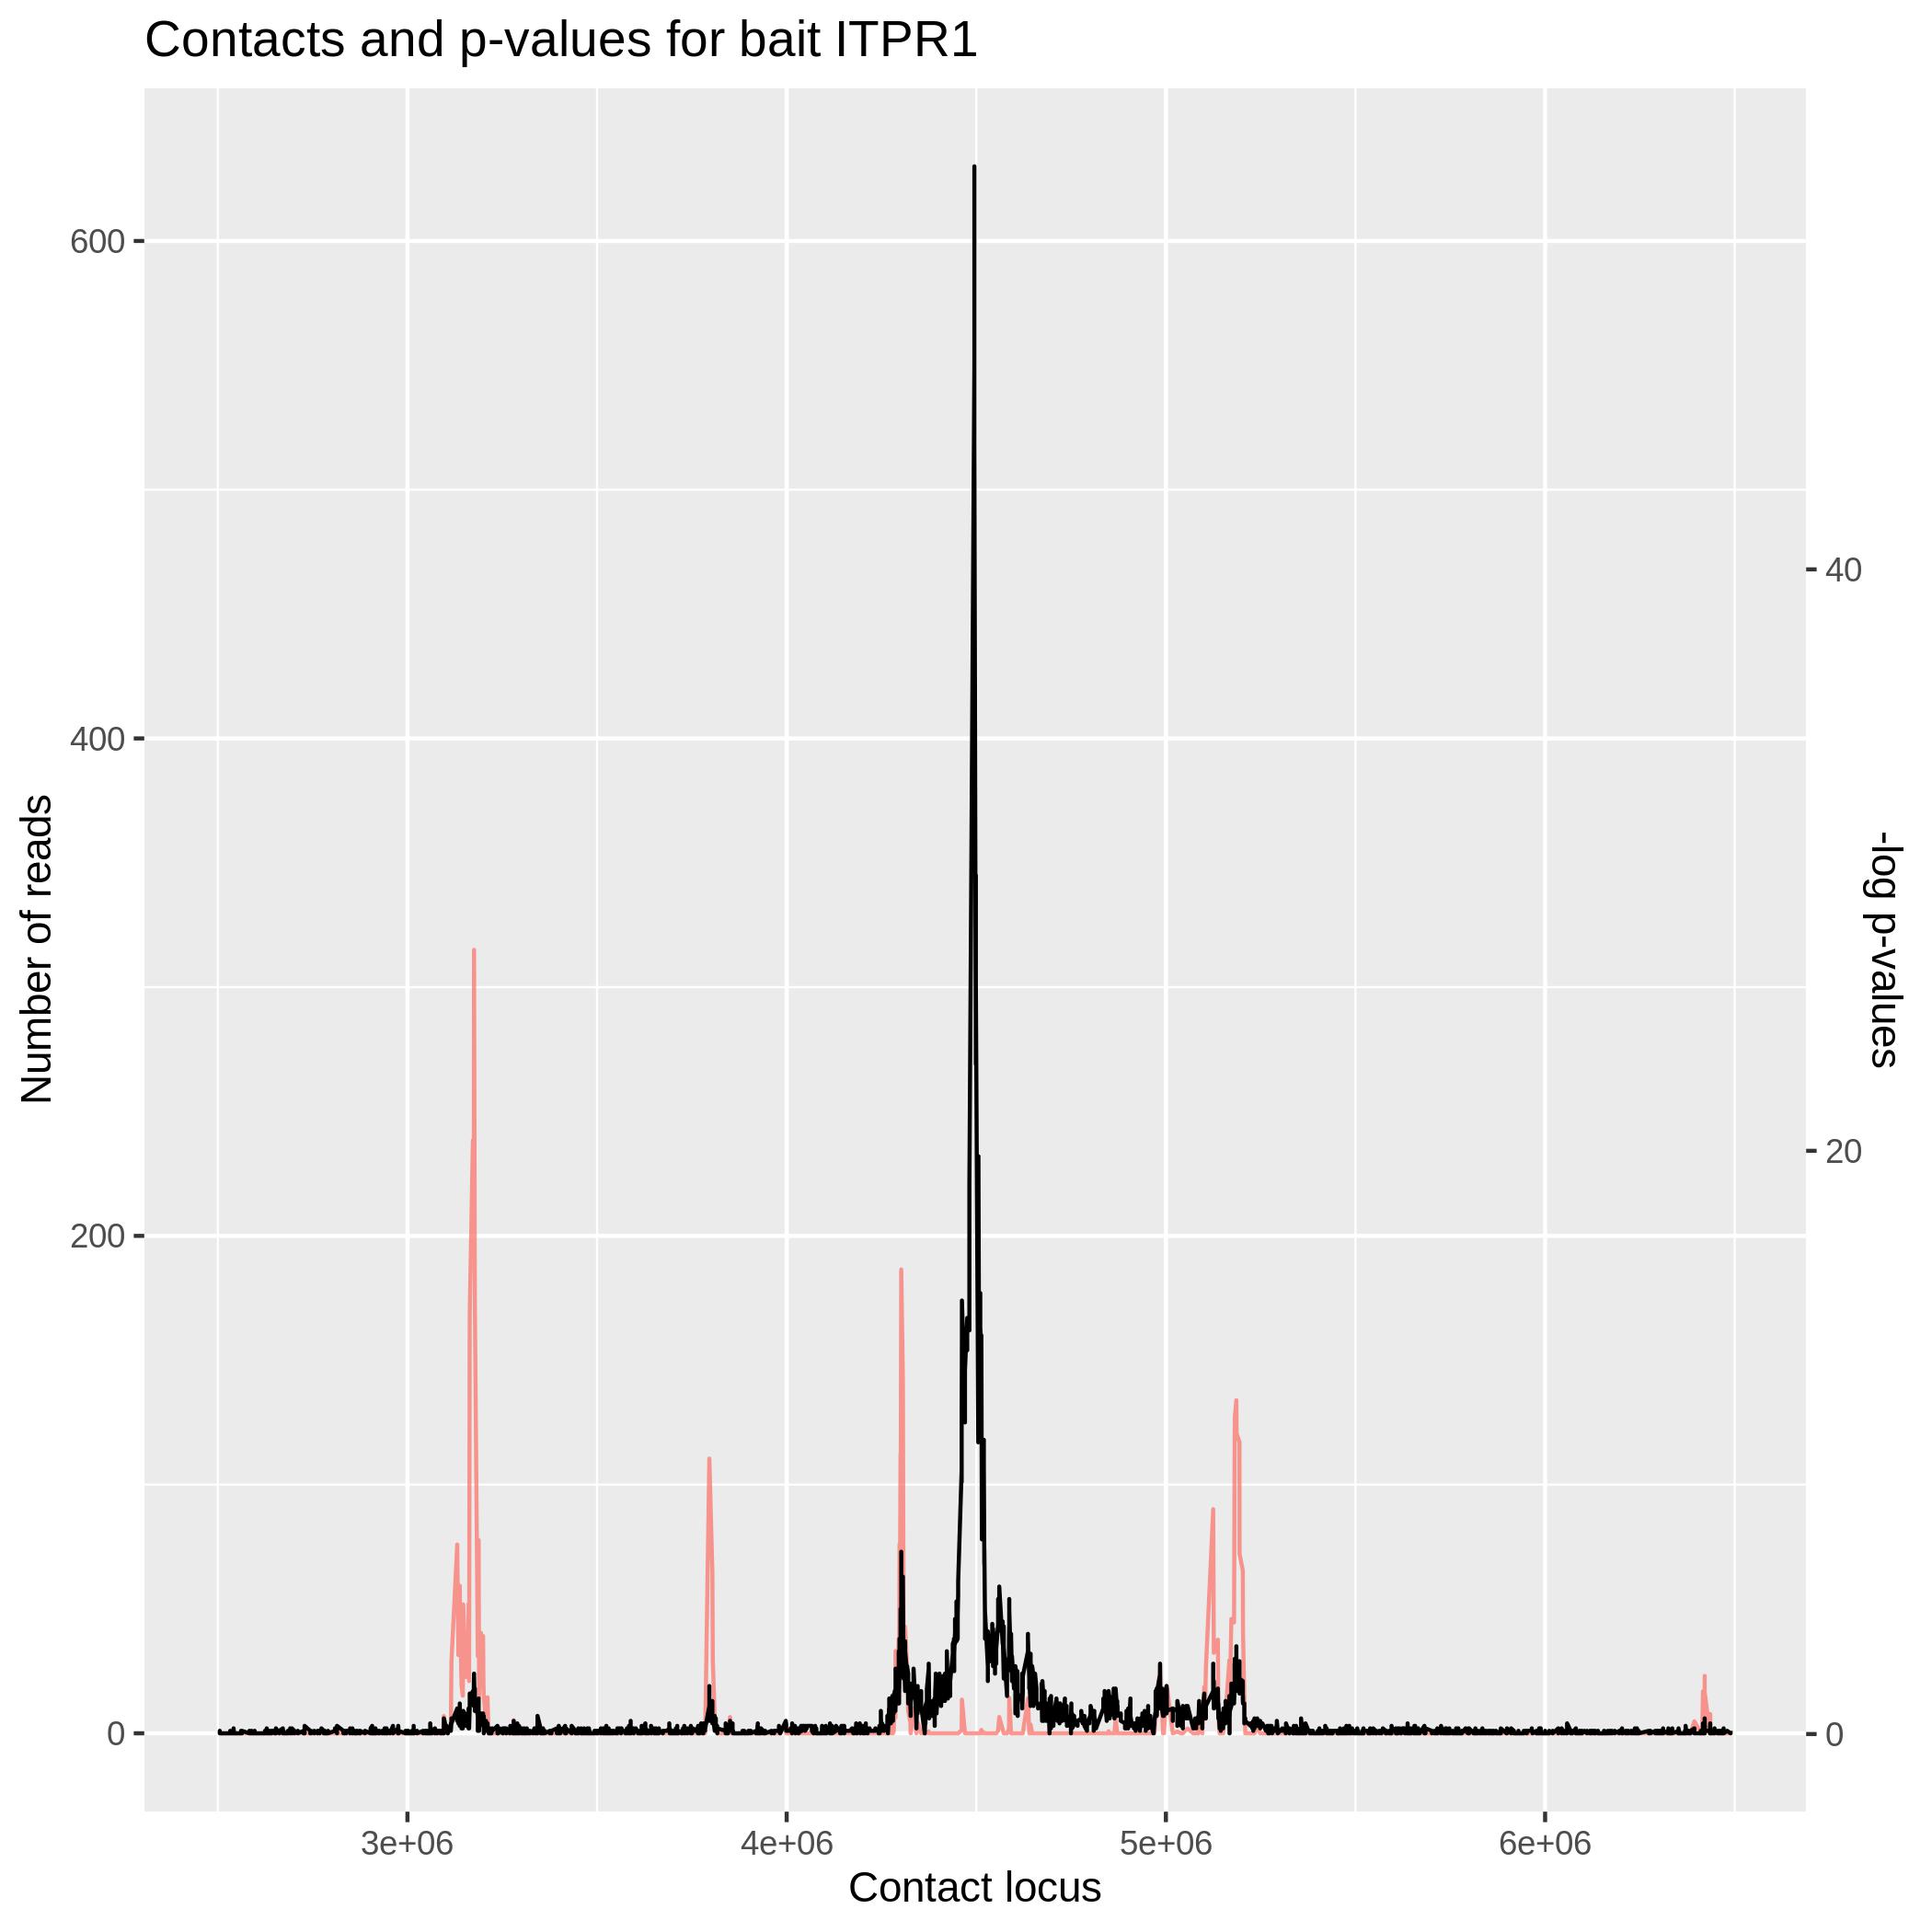 Contacts and p-values for bait ITPR1
600
400
200
0
Number of reads
40
20
0
-log p-values
3e+06
4e+06
5e+06
6e+06
Contact locus